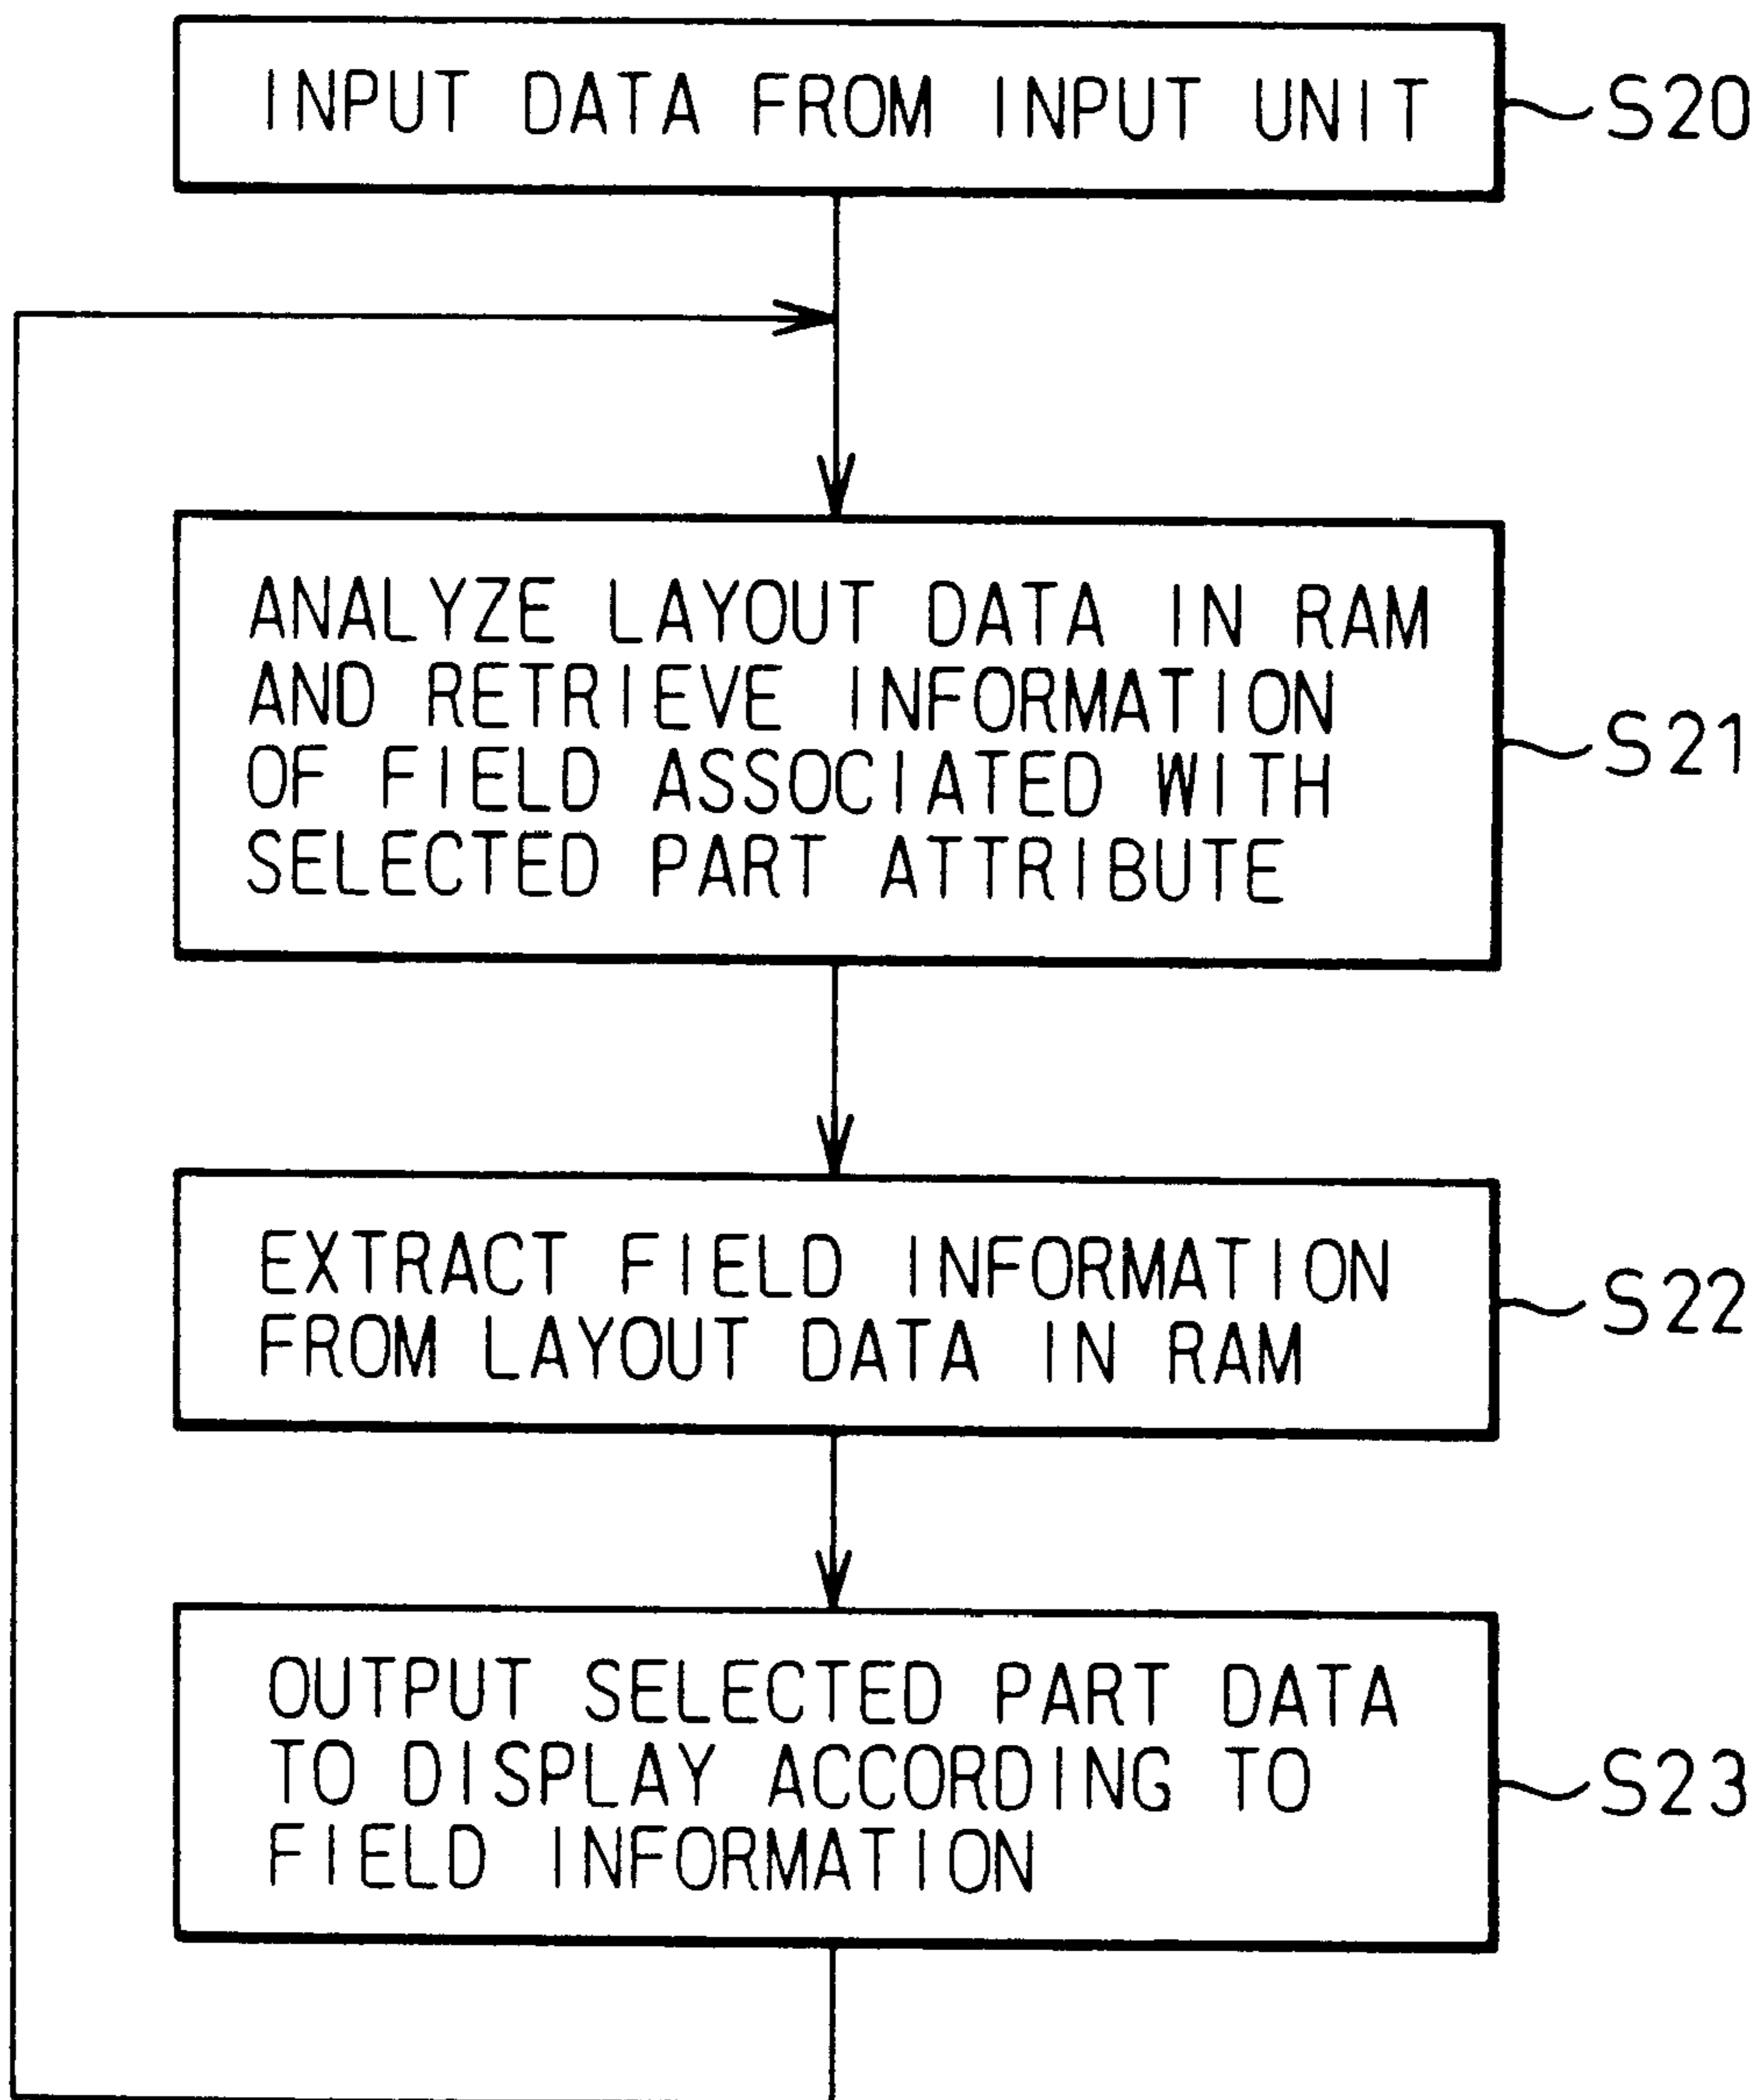 INPUT DATA FROM INPUT UNIT
S20
ANALYZE LAYOUT DATA IN RAM
AND RETRIEVE INFORMATION
OF FIELD ASSOCIATED WITH
SELECTED PART ATTRIBUTE
S21
EXTRACT FIELD INFORMATION
FROM LAYOUT DATA IN RAM
S22
OUTPUT SELECTED PART DATA
TO DISPLAY ACCORDING TO
FIELD INFORMATION
S23